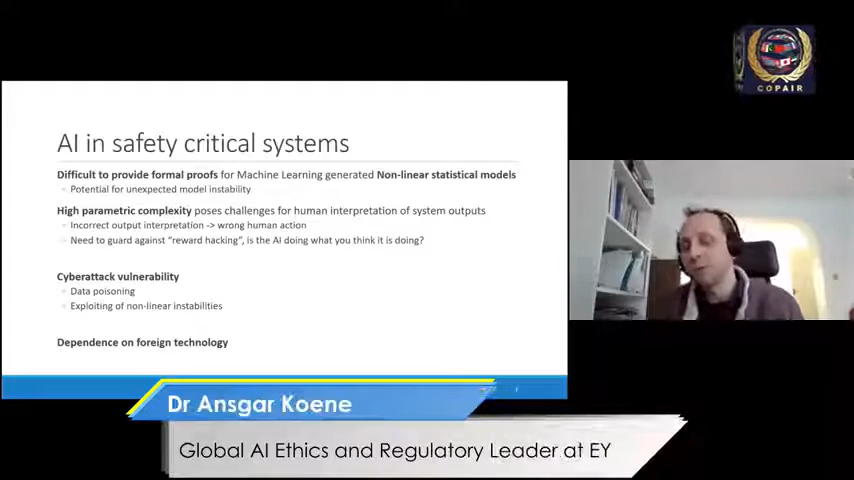 COPAIR
AI in safety critical systems
Difficult to provide formal proofs for Machine Learning generated Non-linear statistical models
Potential for unexpected model instability
High parametric complexity poses challenges for human interpretation of system outputs
Incorrect output interpretation -> wrong human action
Need to guard against "reward hacking", is the AI doing what you think it is doing?
Cyberattack vulnerability
Data poisoning
Exploiting of non-linear instabilities
Dependence on foreign technology
Dr Ansgar Koene
Global AI Ethics and Regulatory Leader at EY